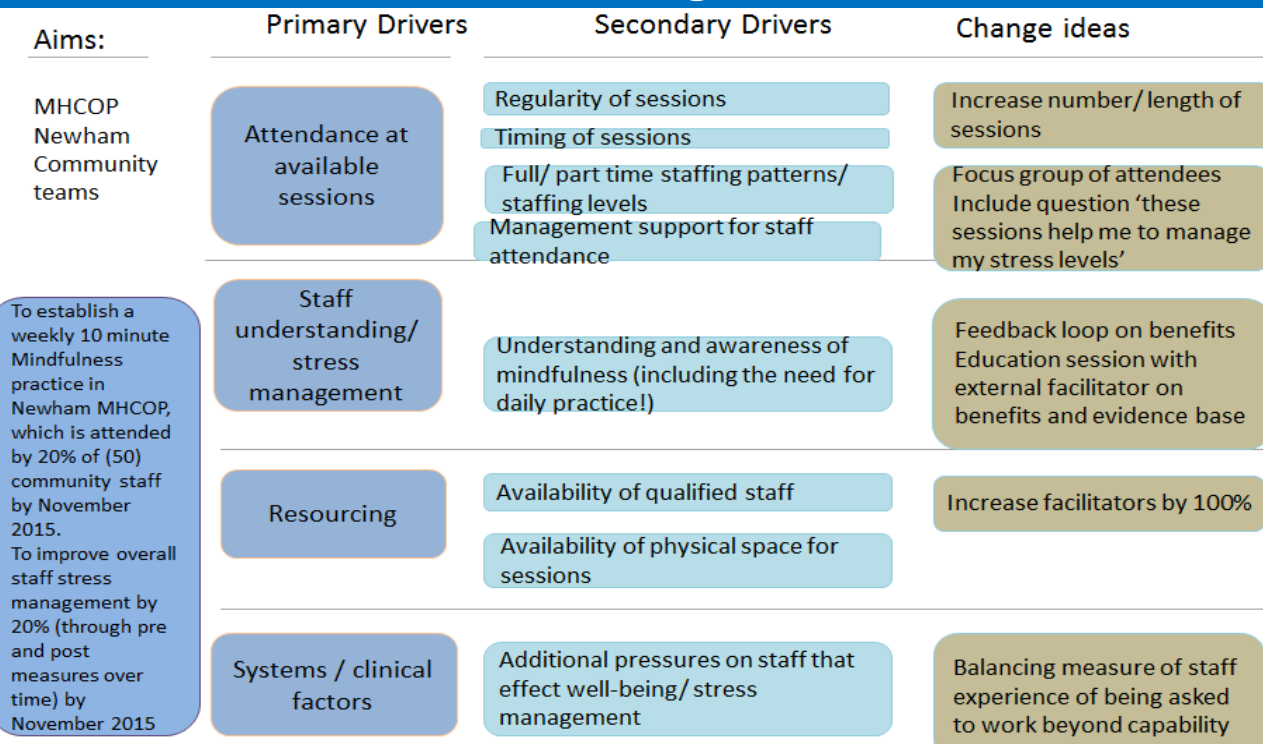 Aims:
Primary Drivers
Secondary Drivers
Change ideas
MHCOP
Newham
Community
teams
To establish a
weekly 10 minute
Mindfulness
practice in
Newham MHCOP,
which is attended
by 20% of (50)
community staff
by November
2015.
To improve overall
staff stress
management by
20% (through pre
and post
measures over
time) by
November 2015
Attendance at
available
sessions
Regularity of sessions
Timing of sessions
Full/ part time staffing patterns/
staffing levels
Management support for staff
attendance
Increase number/ length of
sessions
Focus group of attendees
Include question ‘these
sessions help me to manage
my stress levels’
Staff
understanding/
stress
management
Understanding and awareness of
mindfulness (including the need for
daily practice!)
Feedback loop on benefits
Education session with
external facilitator on
benefits and evidence base
Resourcing
Availability of qualified staff
Availability of physical space for
sessions
Increase facilitators by 100%
Systems / clinical
factors
Additional pressures on staff that
effect well-being/ stress
management
Balancing measure of staff
experience of being asked
to work beyond capability